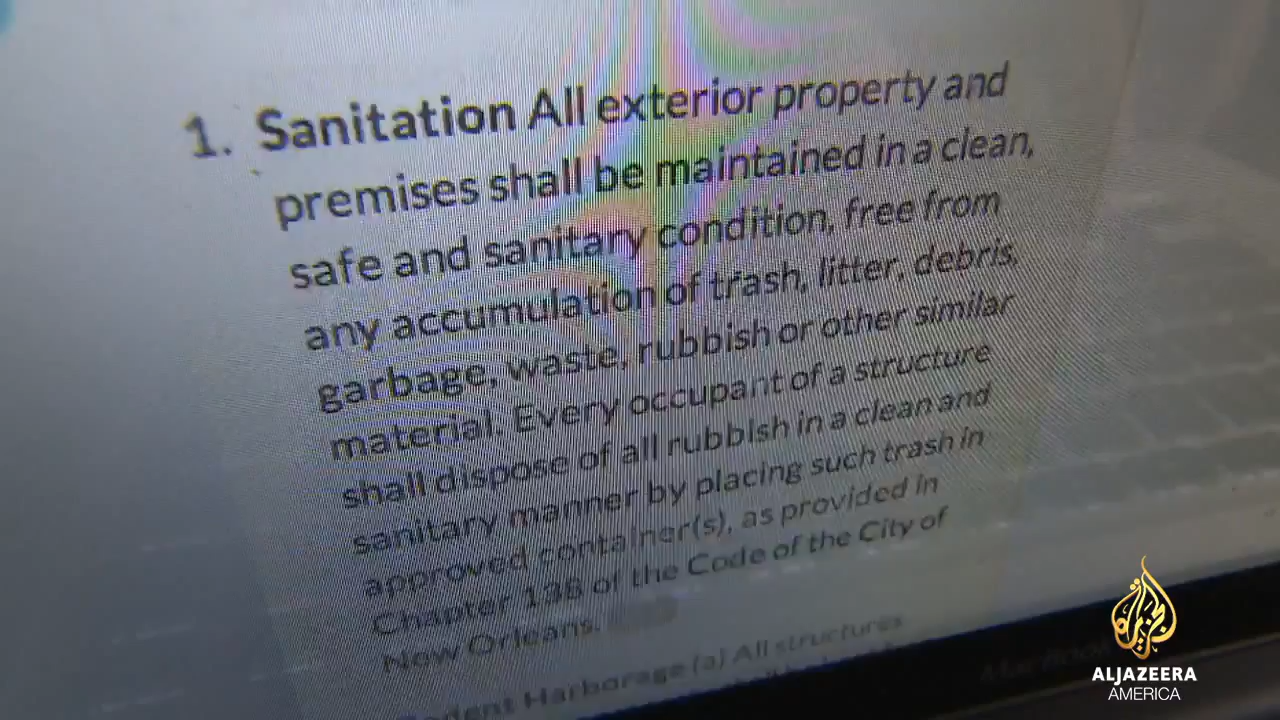 1. Sanitation All exterior property and
premises shall be maintained in a clean,
safe and sanitary condition, free from
any accumulation of trash, litter, debris,
garbage, waste, rubbish or other similar
material. Every occupant of a structure
shall dispose of all rubbish in a clean and
sanitary manner by placing such trash in
approved container(s), as provided in
Chapter 138 of the Code of the City of
New Orleans.
Harborage (a) All structures
MacBook
ALJAZEERA
AMERICA